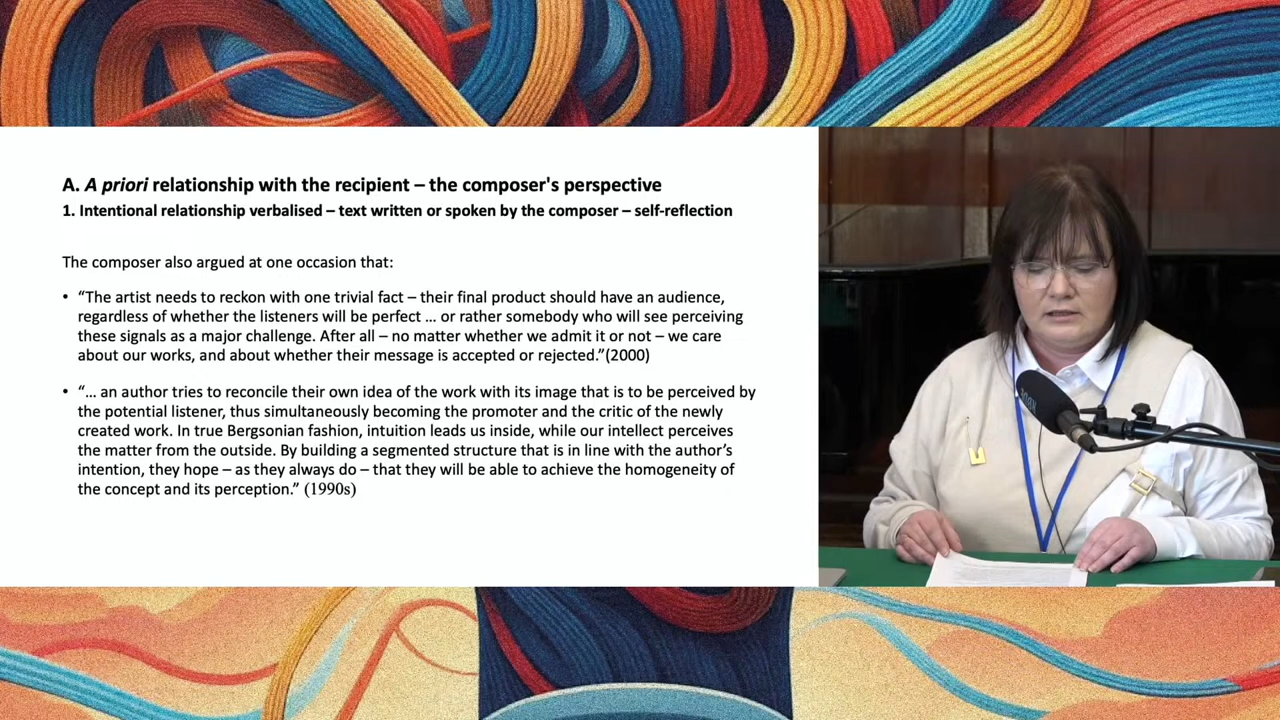 A. A priori relationship with the recipient – the composer's perspective
1. Intentional relationship verbalised – text written or spoken by the composer – self-reflection
The composer also argued at one occasion that:
• “The artist needs to reckon with one trivial fact – their final product should have an audience,
regardless of whether the listeners will be perfect ... or rather somebody who will see perceiving
these signals as a major challenge. After all – no matter whether we admit it or not – we care
about our works, and about whether their message is accepted or rejected.”(2000)
• “... an author tries to reconcile their own idea of the work with its image that is to be perceived by
the potential listener, thus simultaneously becoming the promoter and the critic of the newly
created work. In true Bergsonian fashion, intuition leads us inside, while our intellect perceives
the matter from the outside. By building a segmented structure that is in line with the author’s
intention, they hope – as they always do – that they will be able to achieve the homogeneity of
the concept and its perception.” (1990s)